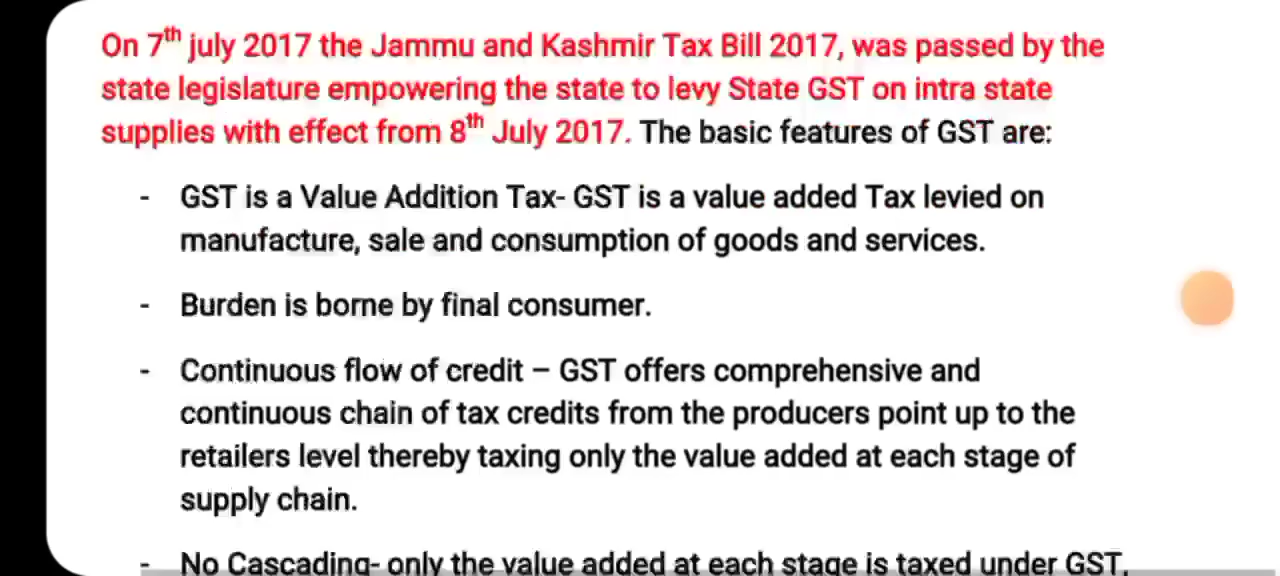 On 7th july 2017 the Jammu and Kashmir Tax Bill 2017, was passed by the
state legislature empowering the state to levy State GST on intra state
supplies with effect from 8th July 2017. The basic features of GST are:
- GST is a Value Addition Tax- GST is a value added Tax levied on
manufacture, sale and consumption of goods and services.
- Burden is borne by final consumer.
- Continuous flow of credit – GST offers comprehensive and
continuous chain of tax credits from the producers point up to the
retailers level thereby taxing only the value added at each stage of
supply chain.
- No Cascading- only the value added at each stage is taxed under GST.